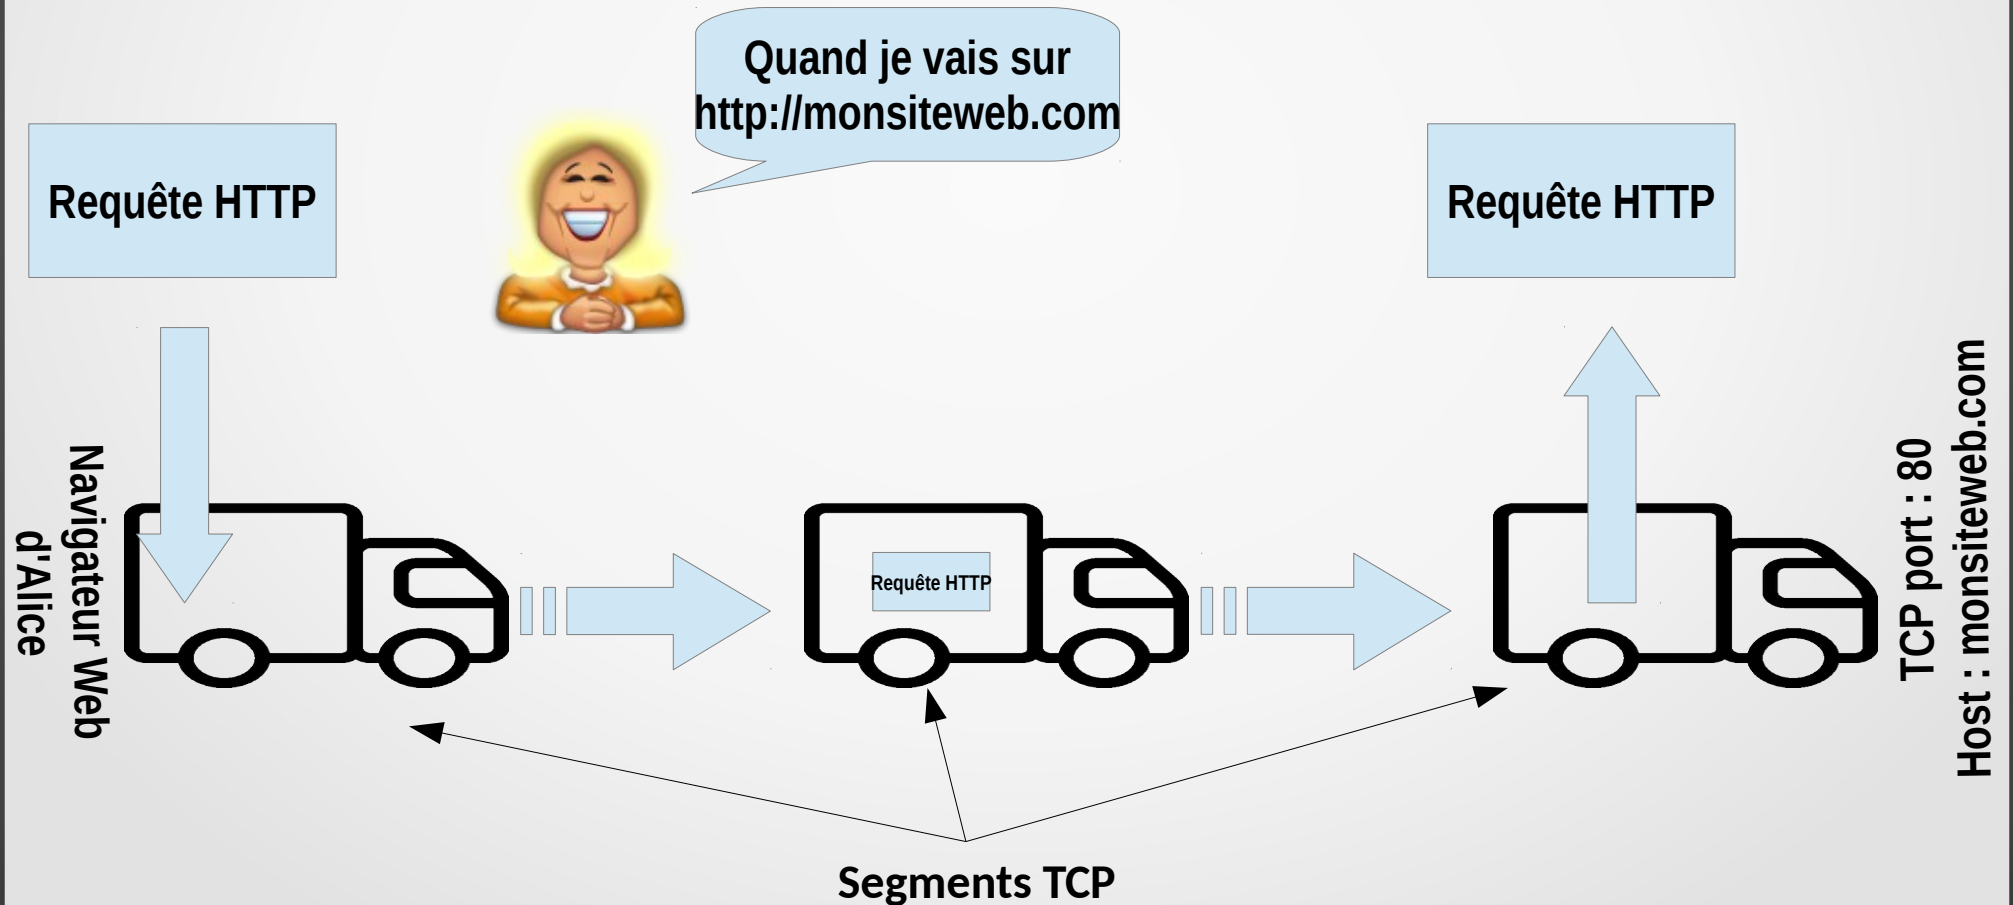 Quand je vais sur
http://monsiteweb.com
Requête HTTP
Requête HTTP
Navigateur Web
d'Alice
Requête HTTP
TCP port : 80
Host : monsiteweb.com
Segments TCP